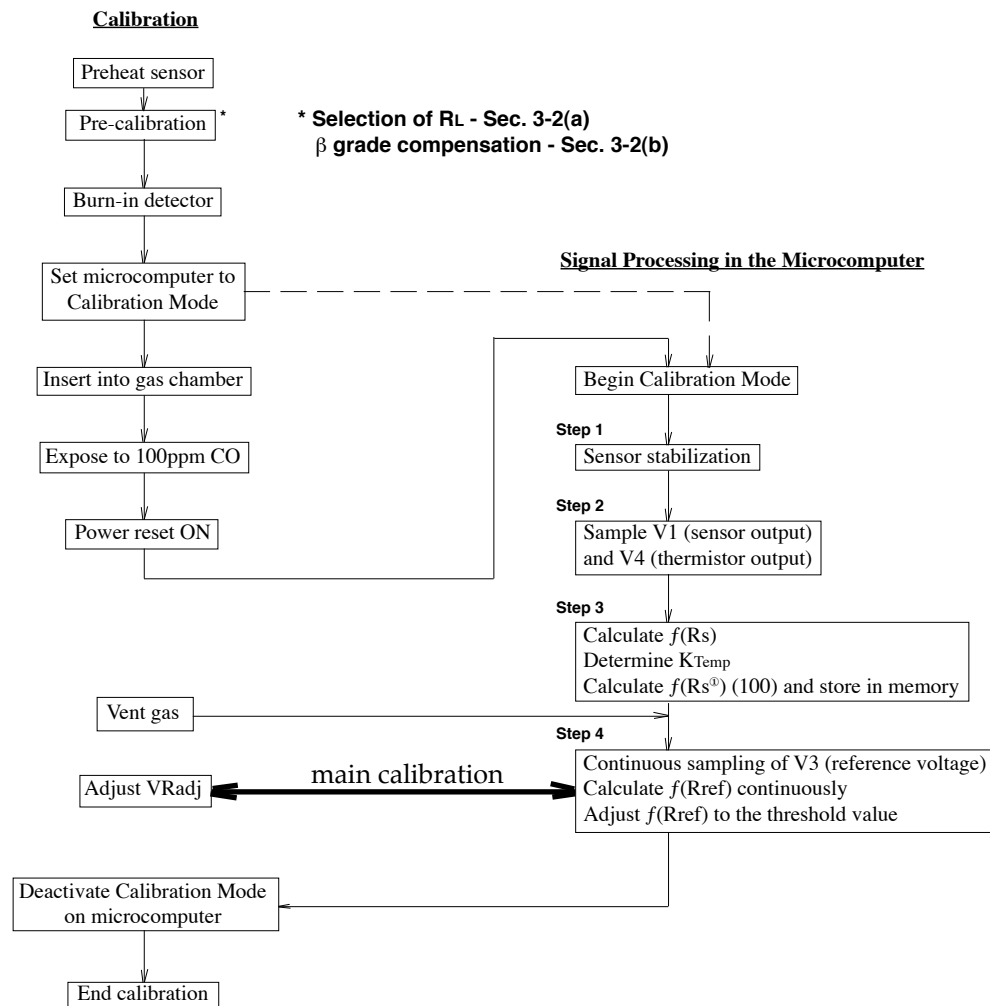 Calibration
Preheat sensor
Pre-calibration *
* Selection of RL - Sec. 3-2(a)
β grade compensation - Sec. 3-2(b)
Burn-in detector
Set microcomputer to
Calibration Mode
Signal Processing in the Microcomputer
Insert into gas chamber
Begin Calibration Mode
Expose to 100ppm CO
Step 1
Sensor stabilization
Power reset ON
Step 2
Sample V1 (sensor output)
and V4 (thermistor output)
Step 3
Calculate ƒ(Rs)
Determine KTemp
Calculate ƒ(Rs①) (100) and store in memory
Vent gas
Step 4
Continuous sampling of V3 (reference voltage)
Calculate ƒ(Rref) continuously
Adjust ƒ(Rref) to the threshold value
Adjust VRadj
main calibration
Deactivate Calibration Mode
on microcomputer
End calibration